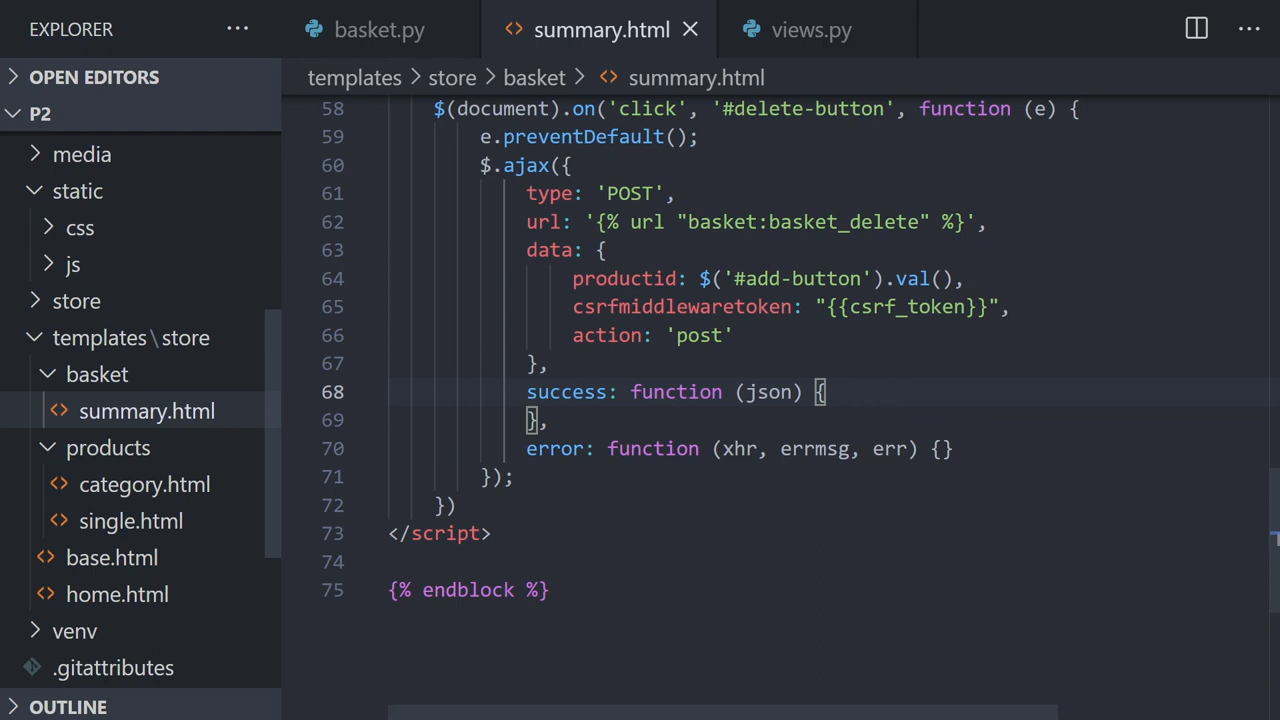 EXPLORER
OPEN EDITORS
P2
media
static
css
js
store
templates\store
basket
summary.html
products
category.html
single.html
base.html
home.html
venv
.gitattributes
OUTLINE
basket.py
summary.html
views.py
templates > store > basket > summary.html
58 $(document).on('click', '#delete-button', function (e) {
59 e.preventDefault();
60 $.ajax({
61 type: 'POST',
62 url: '{% url "basket:basket_delete" %}',
63 data: {
64 productid: $('#add-button').val(),
65 csrfmiddlewaretoken: "{{csrf_token}}",
66 action: 'post'
67 },
68 success: function (json) {
69 },
70 error: function (xhr, errmsg, err) {}
71 });
72 })
73 </script>
74
75 {% endblock %}